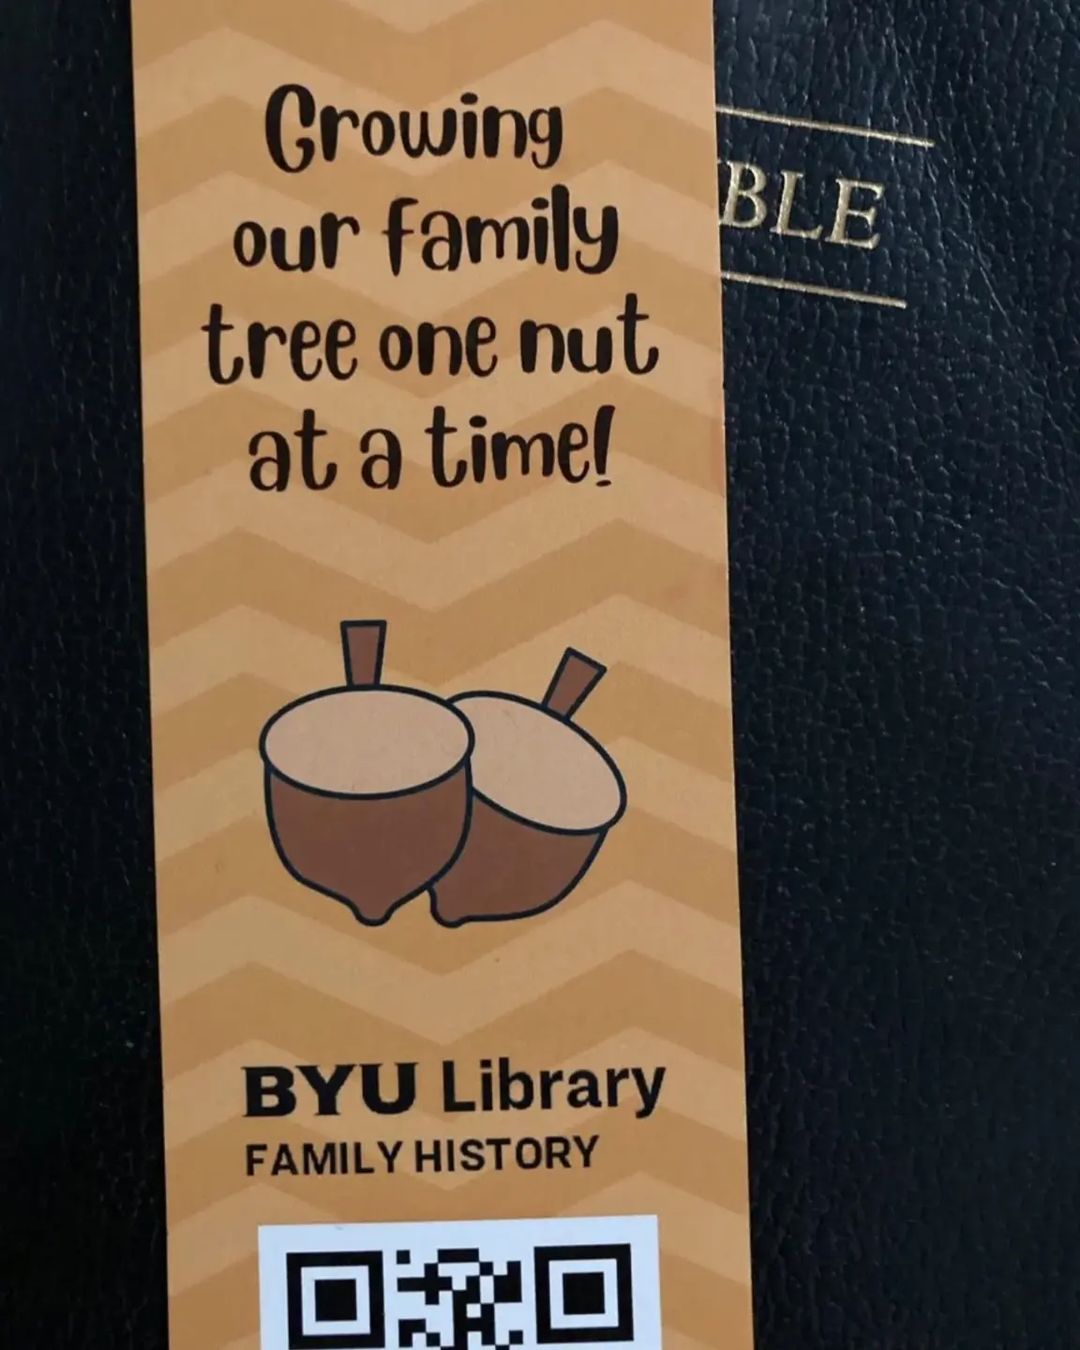 Growing
our family
tree one nut
at a time!
BLE
BYU Library
FAMILY HISTORY